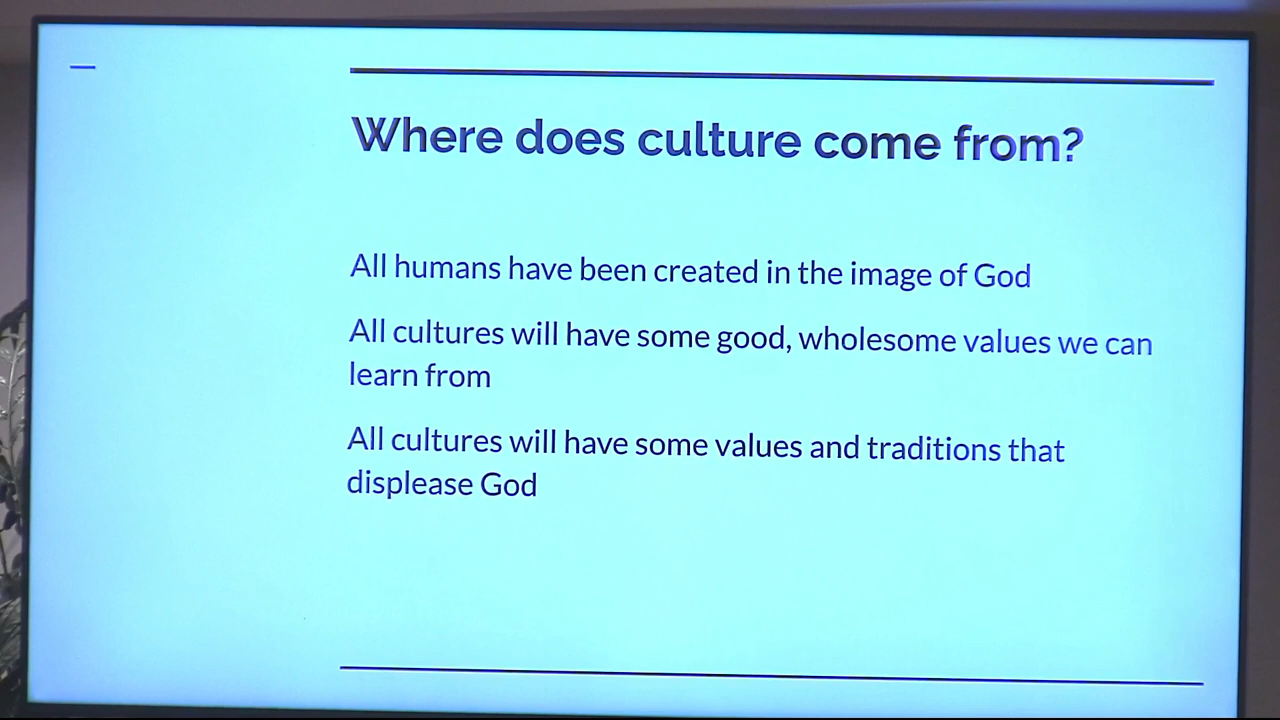 Where does culture come from?
All humans have been created in the image of God
All cultures will have some good, wholesome values we can
learn from
All cultures will have some values and traditions that
displease God